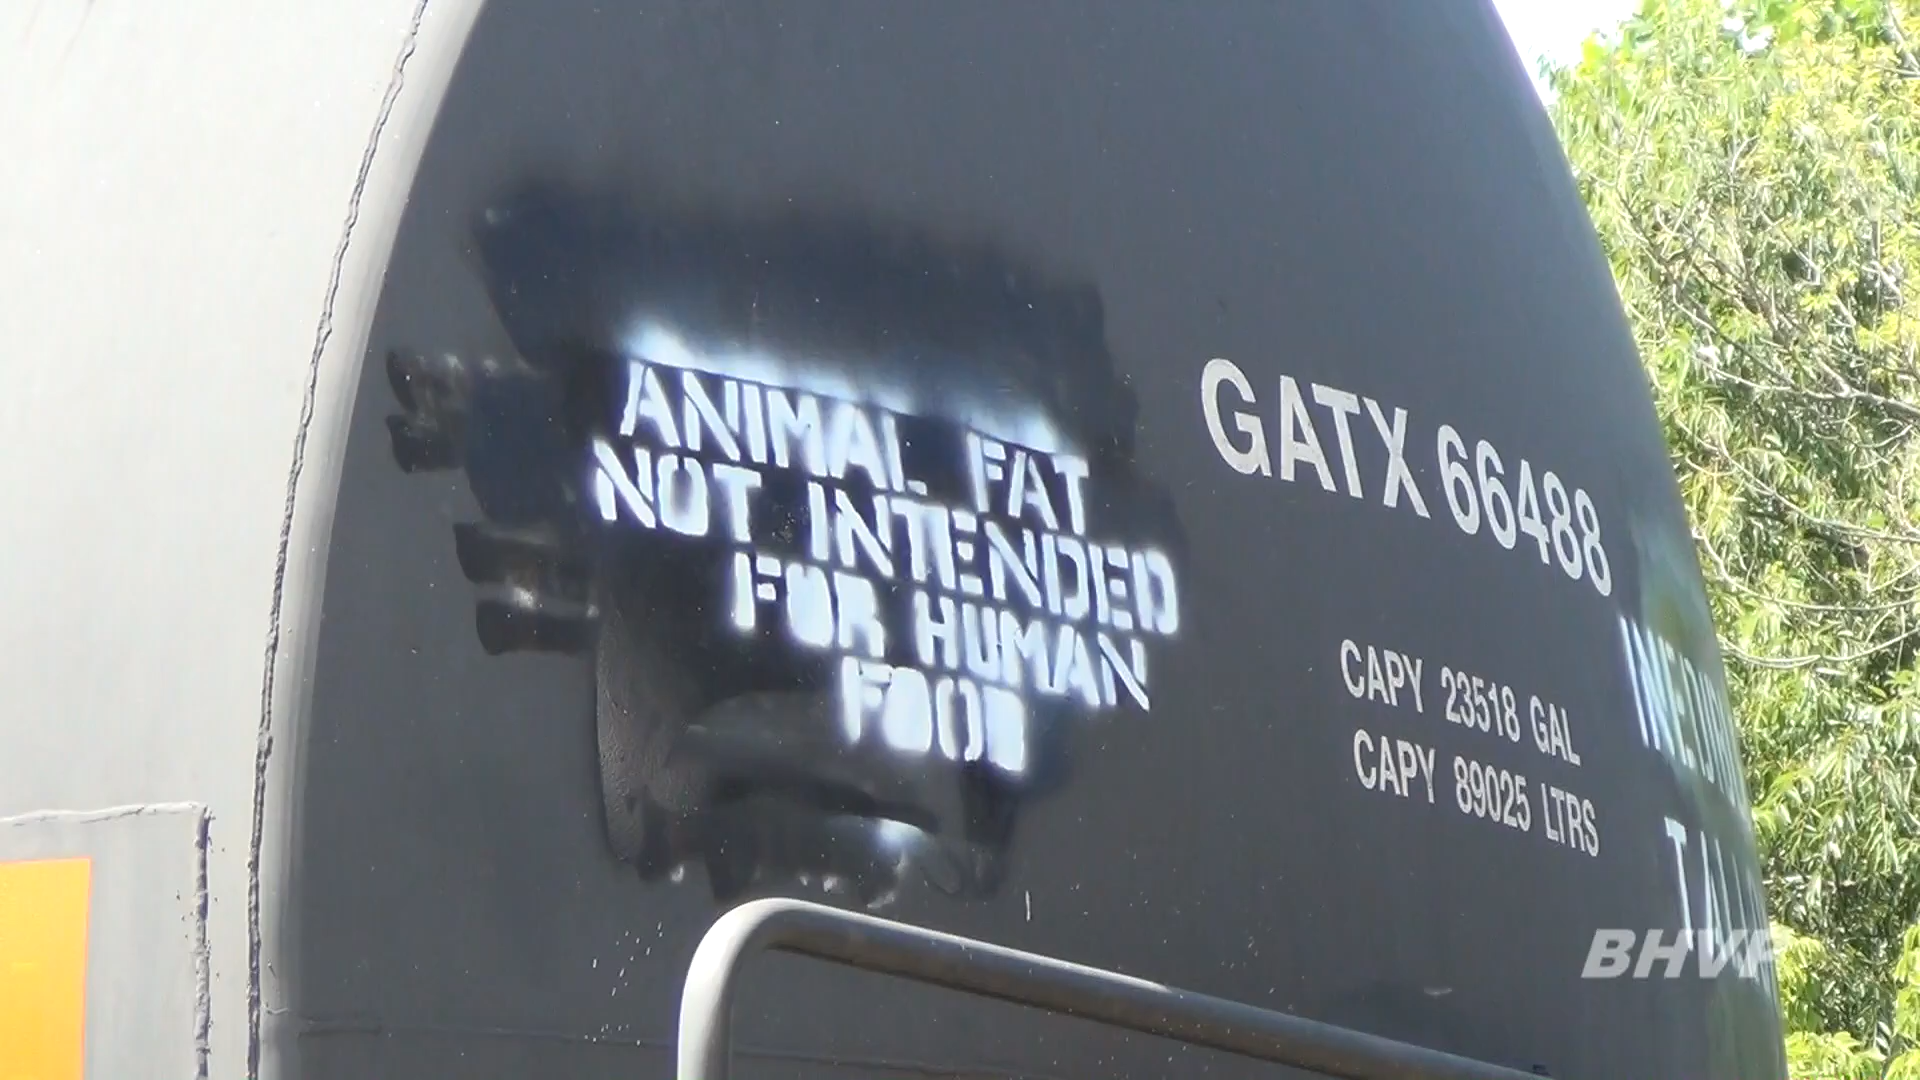 ANIMAL FAT
NOT INTENDED
FOR HUMAN
FOOD
GATX 66488
CAPY 23518 GAL
CAPY 89025 LTRS
BHVP